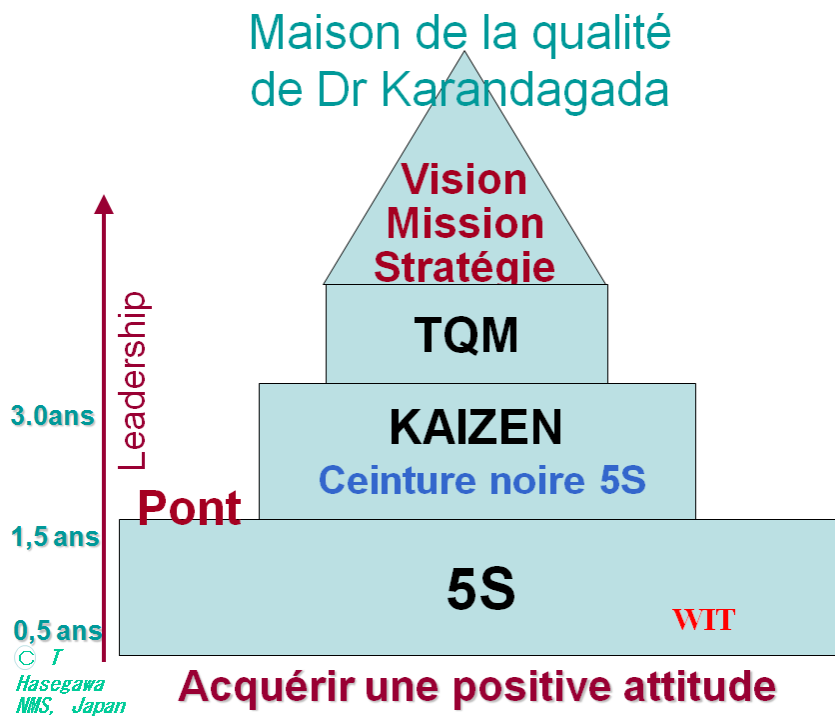 Maison de la qualité
de Dr Karandagada
Vision
Mission
Stratégie
TQM
Leadership
3.0ans
KAIZEN
Ceinture noire 5S
Pont
1,5 ans
5S
WIT
0,5 ans
© T
Hasegawa
NMS, Japan
Acquérir une positive attitude